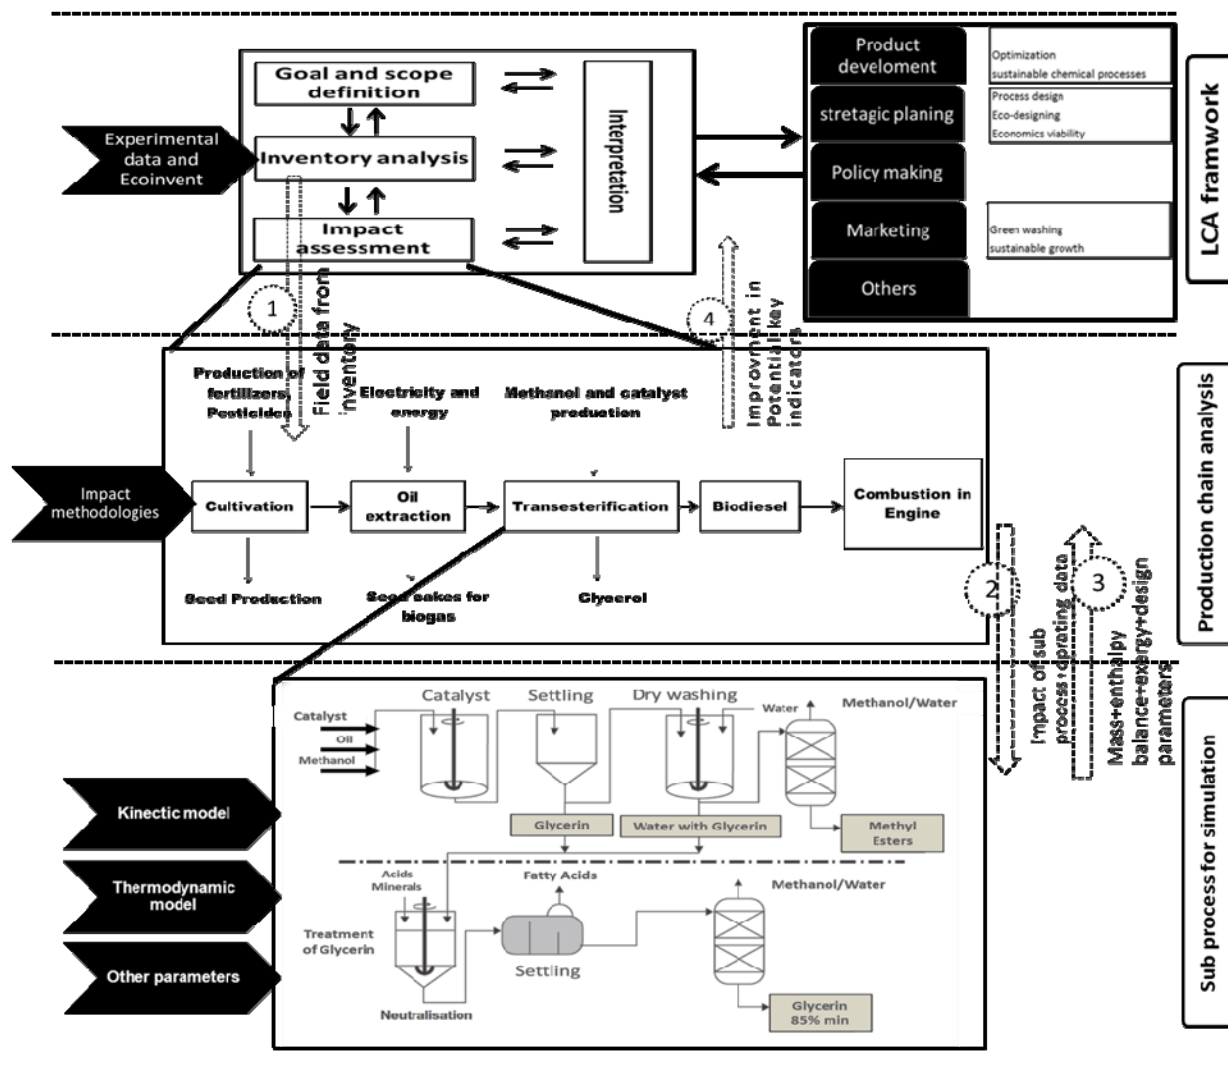 Goal and scope
definition
Inventory analysis
Impact
assessment
Interpretation
Experimental
data and
Ecoinvent
Product
develoment
stretagic planing
Policy making
Marketing
Others
Optimization
sustainable chemical processes
Process design
Eco-designing
Economics viability
Green washing
sustainable growth
LCA framwork
1
Field data from
inventory
4
Improvment in
Potential key
indicators
Production of
fertilizers,
Pesticides
Electricity and
energy
Methanol and catalyst
production
Impact
methodologies
Cultivation
Oil
extraction
Transesterification
Biodiesel
Combustion in
Engine
Seed Production
Seed cakes for
biogas
Glycerol
Production chain analysis
2
Impact of sub
process+oprating data
3
Mass+enthalpy
balance+exergy+design
parameters
Catalyst
Settling
Dry washing
Catalyst
Oil
Methanol
Water
Methanol/Water
Glycerin
Water with Glycerin
Methyl
Esters
Kinectic model
Thermodynamic
model
Other parameters
Acids
Minerals
Fatty Acids
Methanol/Water
Treatment
of Glycerin
Settling
Neutralisation
Glycerin
85% min
Sub process for simulation